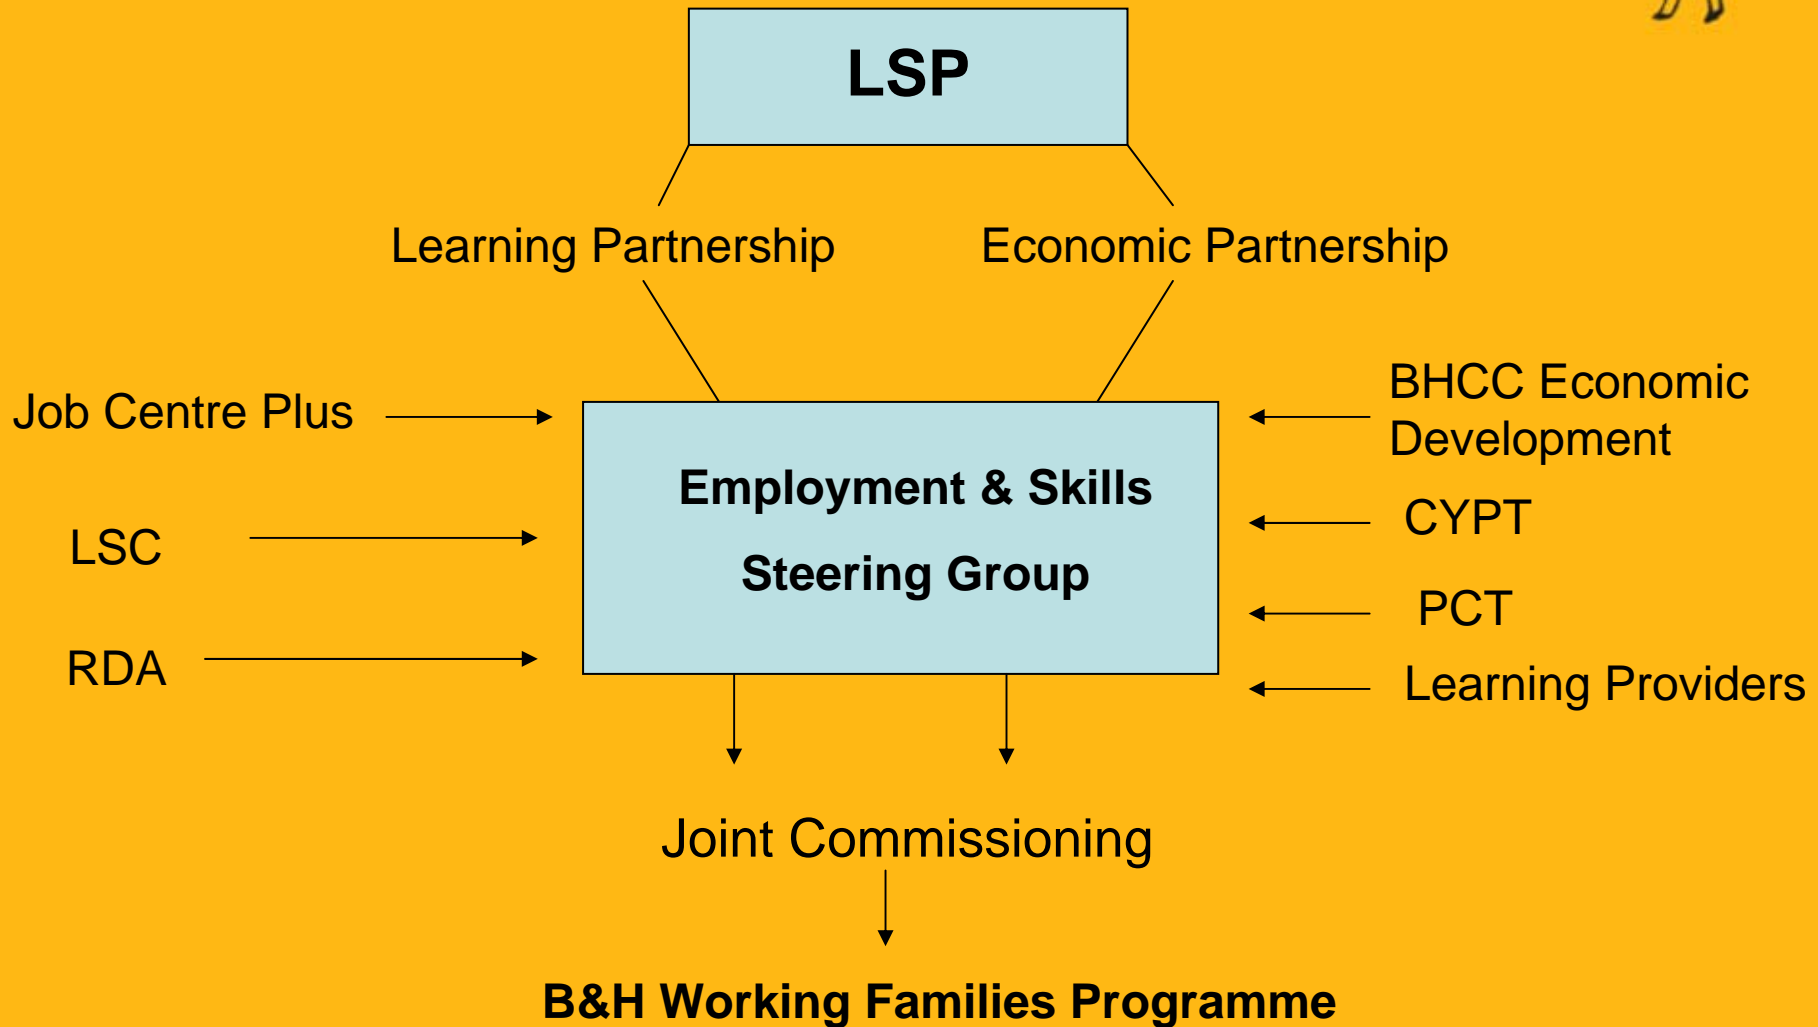 LSP
Learning Partnership
Economic Partnership
Job Centre Plus
LSC
RDA
Employment & Skills
Steering Group
BHCC Economic
Development
CYPT
PCT
Learning Providers
Joint Commissioning
B&H Working Families Programme